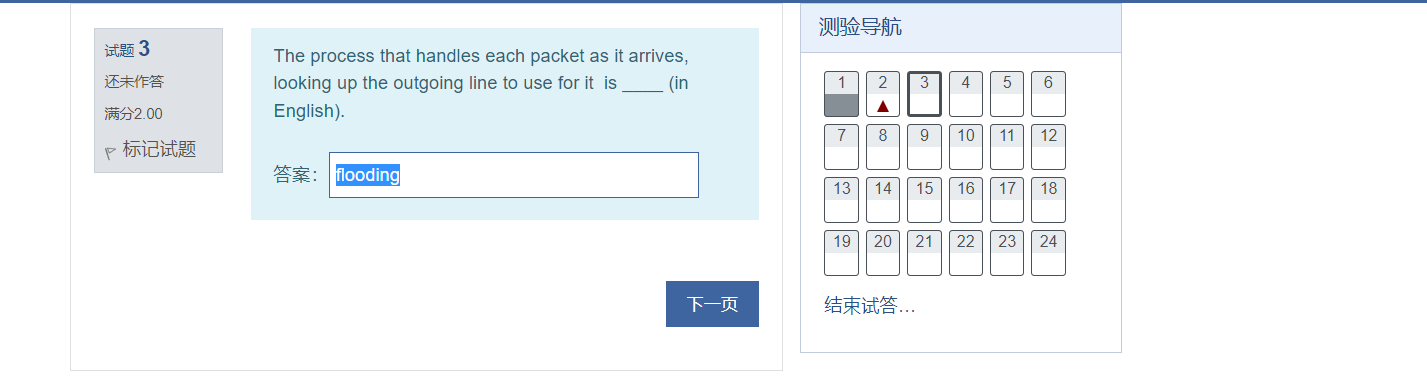 试题 3
还未作答
满分2.00
标记试题
The process that handles each packet as it arrives,
looking up the outgoing line to use for it is ____ (in
English).
答案：
flooding
下一页
测验导航
1 2 3 4 5 6
7 8 9 10 11 12
13 14 15 16 17 18
19 20 21 22 23 24
结束试答…